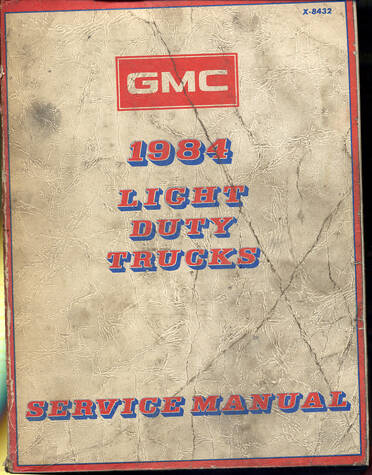 X-8432
GMC
1984
LIGHT
DUTY
TRUCKS
SERVICE MANUAL